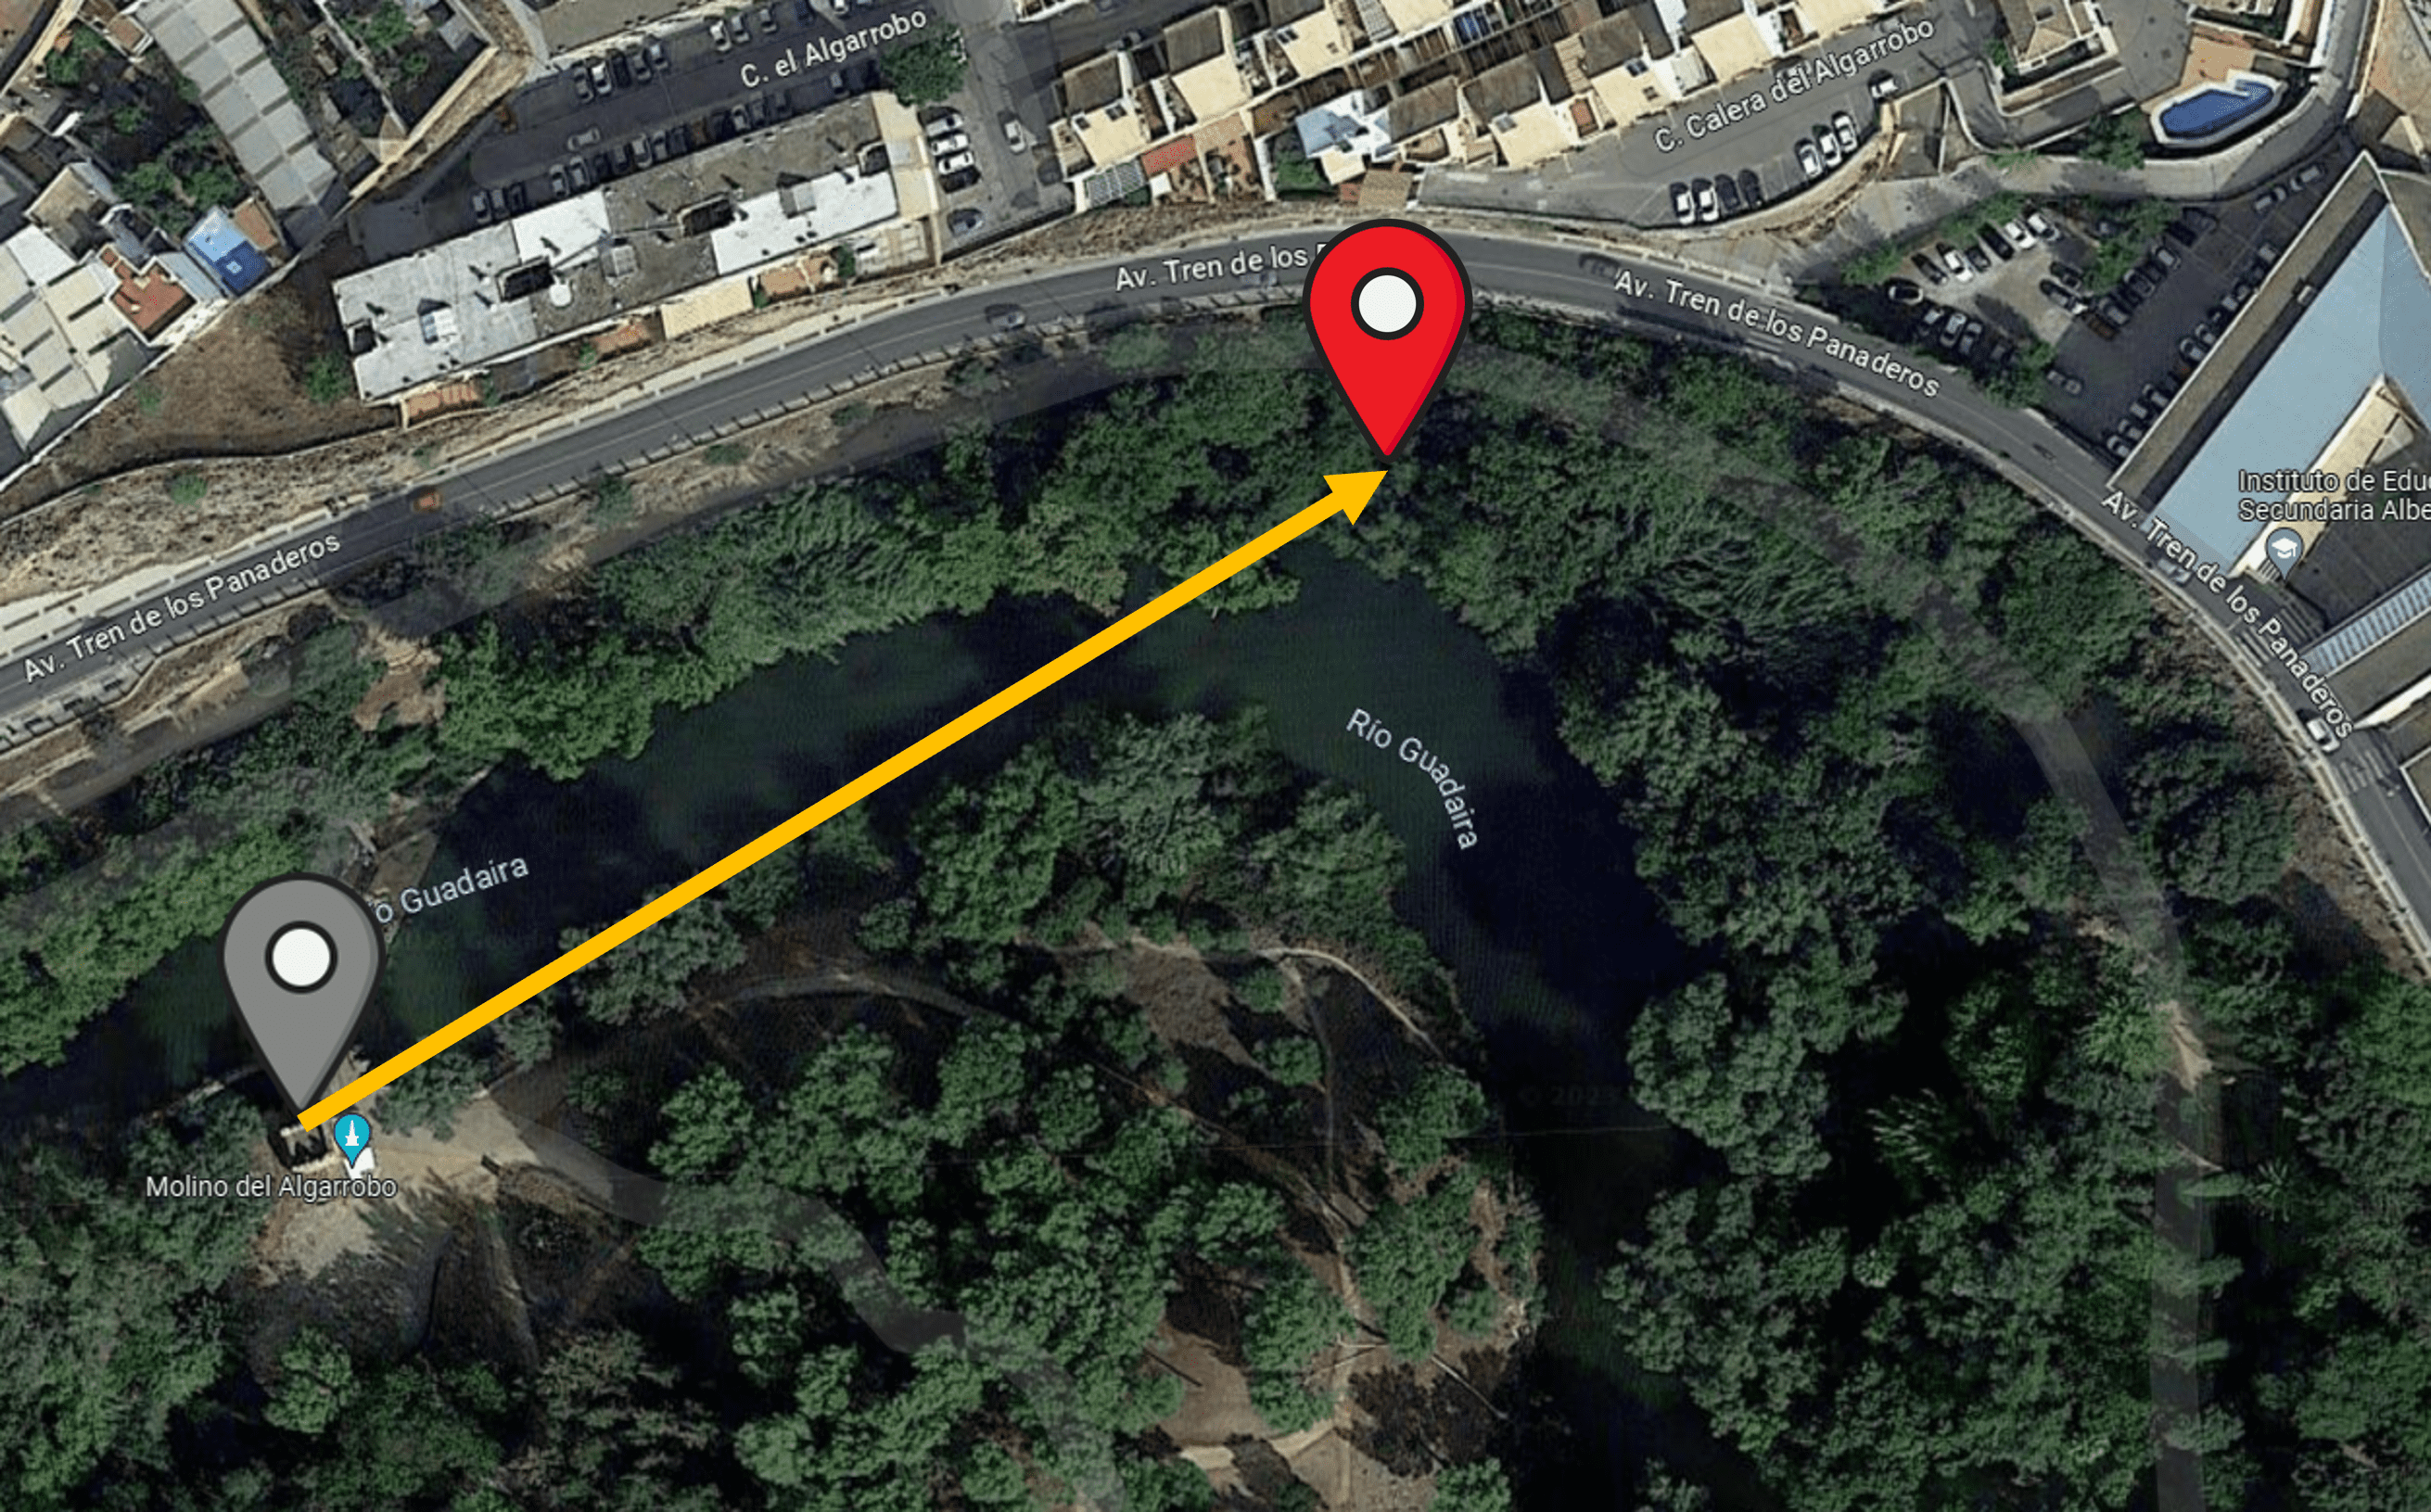 C. el Algarrobo
C. Calera del Algarrobo
Av. Tren de los
Av. Tren de los Panaderos
Instituto de Edu
Secundaria Albe
Av. Tren de los Panaderos
Av. Tren de los Panaderos
Río Guadaira
o Guadaira
Molino del Algarrobo
© 2023